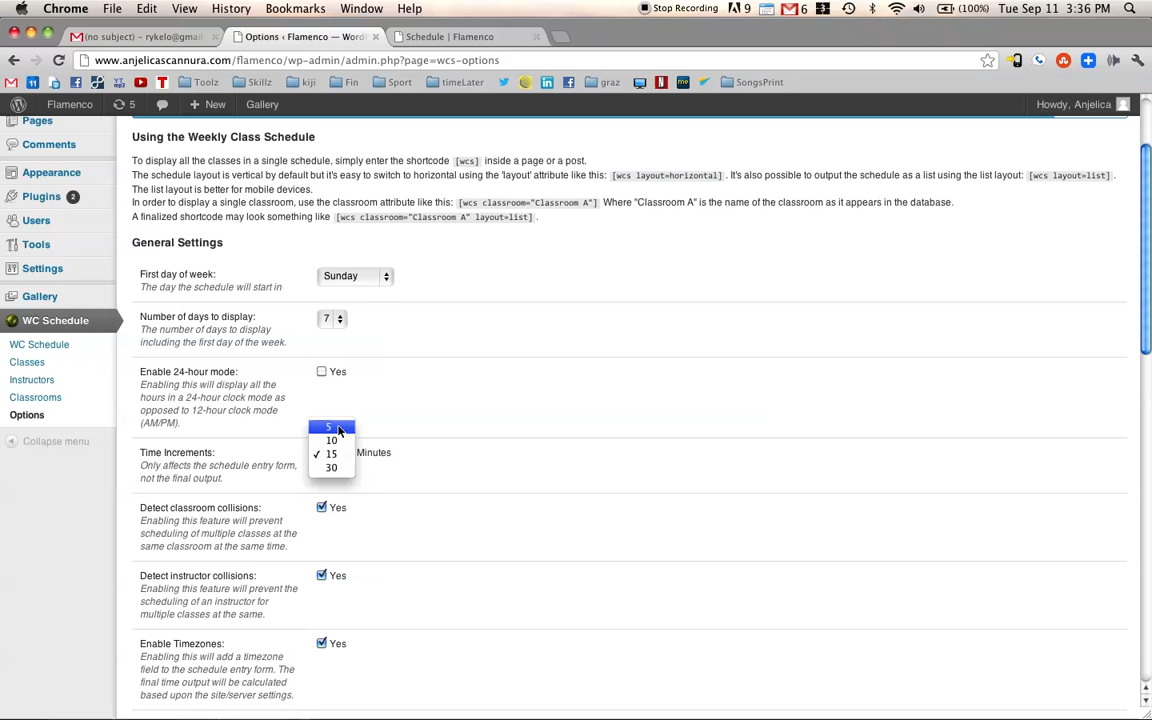 Chrome File Edit View History Bookmarks Window Help Stop Recording 9 6 3 (100%) Tue Sep 11 3:36 PM
(no subject) – rykelo@gmail Options ‹ Flamenco — WordP Schedule | Flamenco
www.anjelicascannura.com/flamenco/wp-admin/admin.php?page=wcs-options
11 Toolz Skillz kiji Fin Sport timeLater graz me SongsPrint
Flamenco 5 New Gallery Howdy, Anjelica
Pages
Comments
Appearance
Plugins 2
Users
Tools
Settings
Gallery
WC Schedule
WC Schedule
Classes
Instructors
Classrooms
Options
Collapse menu
Using the Weekly Class Schedule
To display all the classes in a single schedule, simply enter the shortcode [wcs] inside a page or a post.
The schedule layout is vertical by default but it's easy to switch to horizontal using the 'layout' attribute like this: [wcs layout=horizontal]. It's also possible to output the schedule as a list using the list layout: [wcs layout=list].
The list layout is better for mobile devices.
In order to display a single classroom, use the classroom attribute like this: [wcs classroom="Classroom A"] Where "Classroom A" is the name of the classroom as it appears in the database.
A finalized shortcode may look something like [wcs classroom="Classroom A" layout=list].
General Settings
First day of week: Sunday
The day the schedule will start in
Number of days to display: 7
The number of days to display
including the first day of the week.
Enable 24-hour mode: Yes
Enabling this will display all the
hours in a 24-hour clock mode as
opposed to 12-hour clock mode
(AM/PM).
5
10
Time Increments: ✓ 15 Minutes
Only affects the schedule entry form, 30
not the final output.
Detect classroom collisions: Yes
Enabling this feature will prevent
scheduling of multiple classes at the
same classroom at the same time.
Detect instructor collisions: Yes
Enabling this feature will prevent the
scheduling of an instructor for
multiple classes at the same.
Enable Timezones: Yes
Enabling this will add a timezone
field to the schedule entry form. The
final time output will be calculated
based upon the site/server settings.